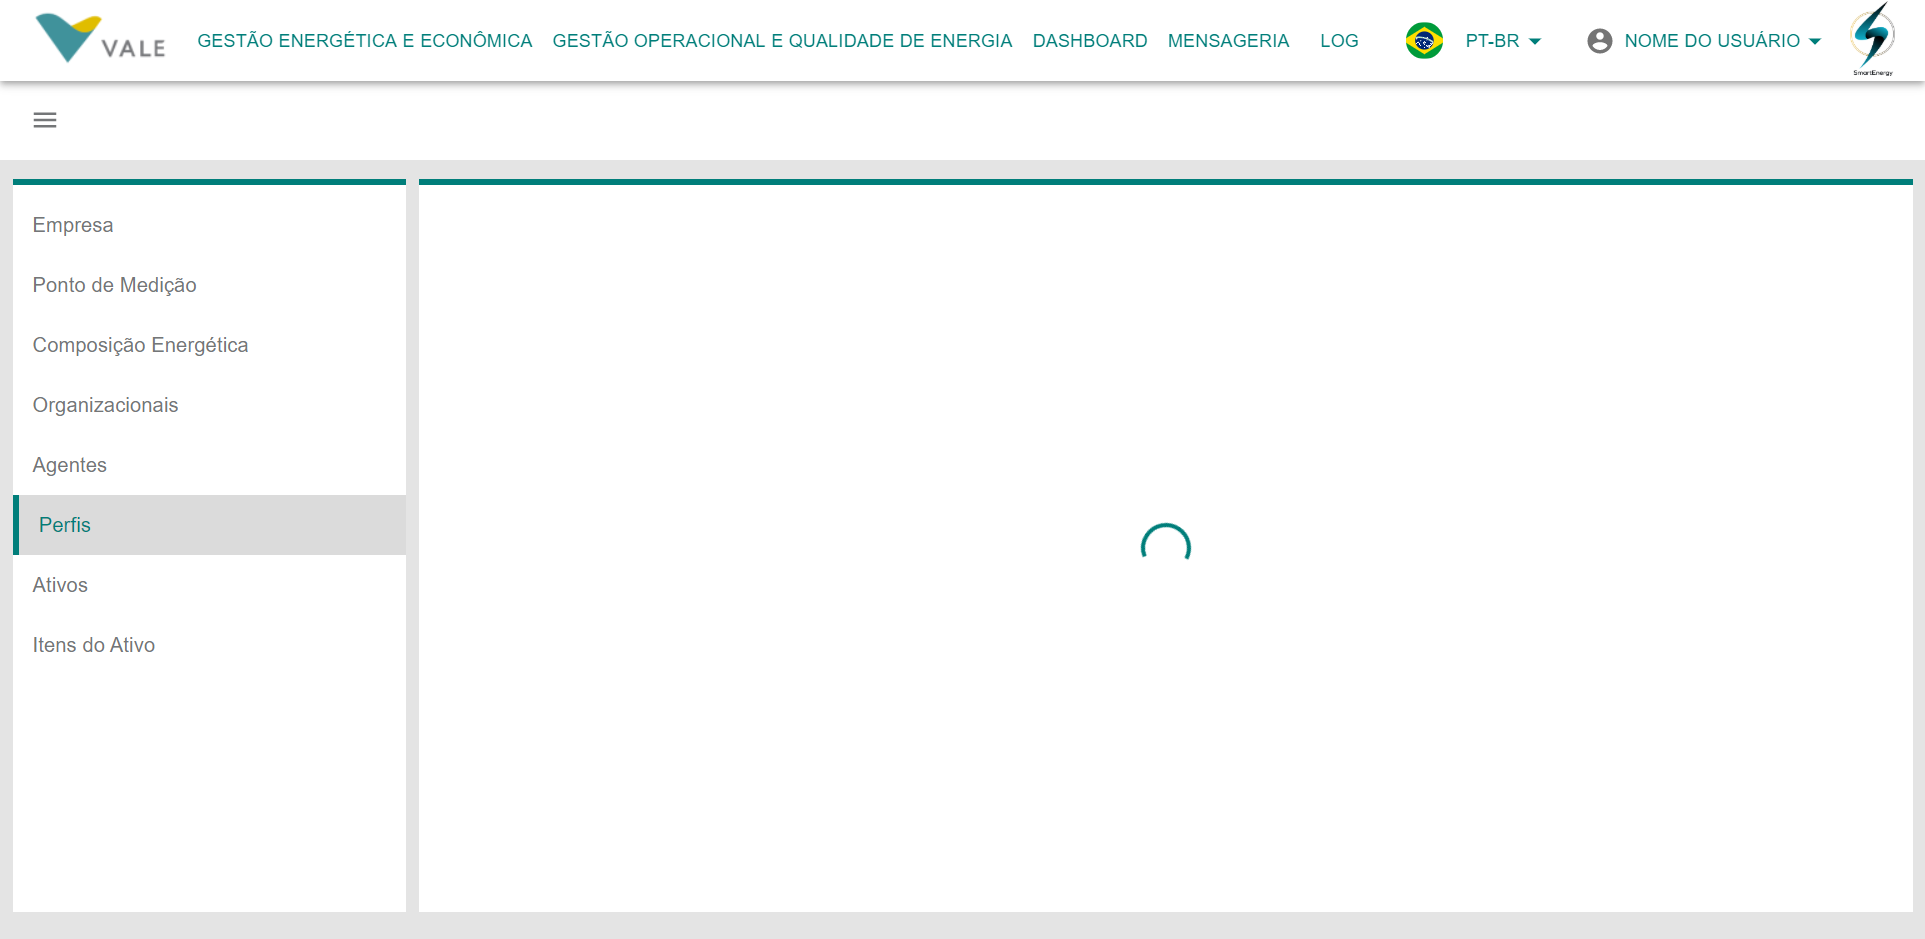 VALE
GESTÃO ENERGÉTICA E ECONÔMICA
GESTÃO OPERACIONAL E QUALIDADE DE ENERGIA
DASHBOARD
MENSAGERIA
LOG
PT-BR
NOME DO USUÁRIO
SmartEnergy
Empresa
Ponto de Medição
Composição Energética
Organizacionais
Agentes
Perfis
Ativos
Itens do Ativo